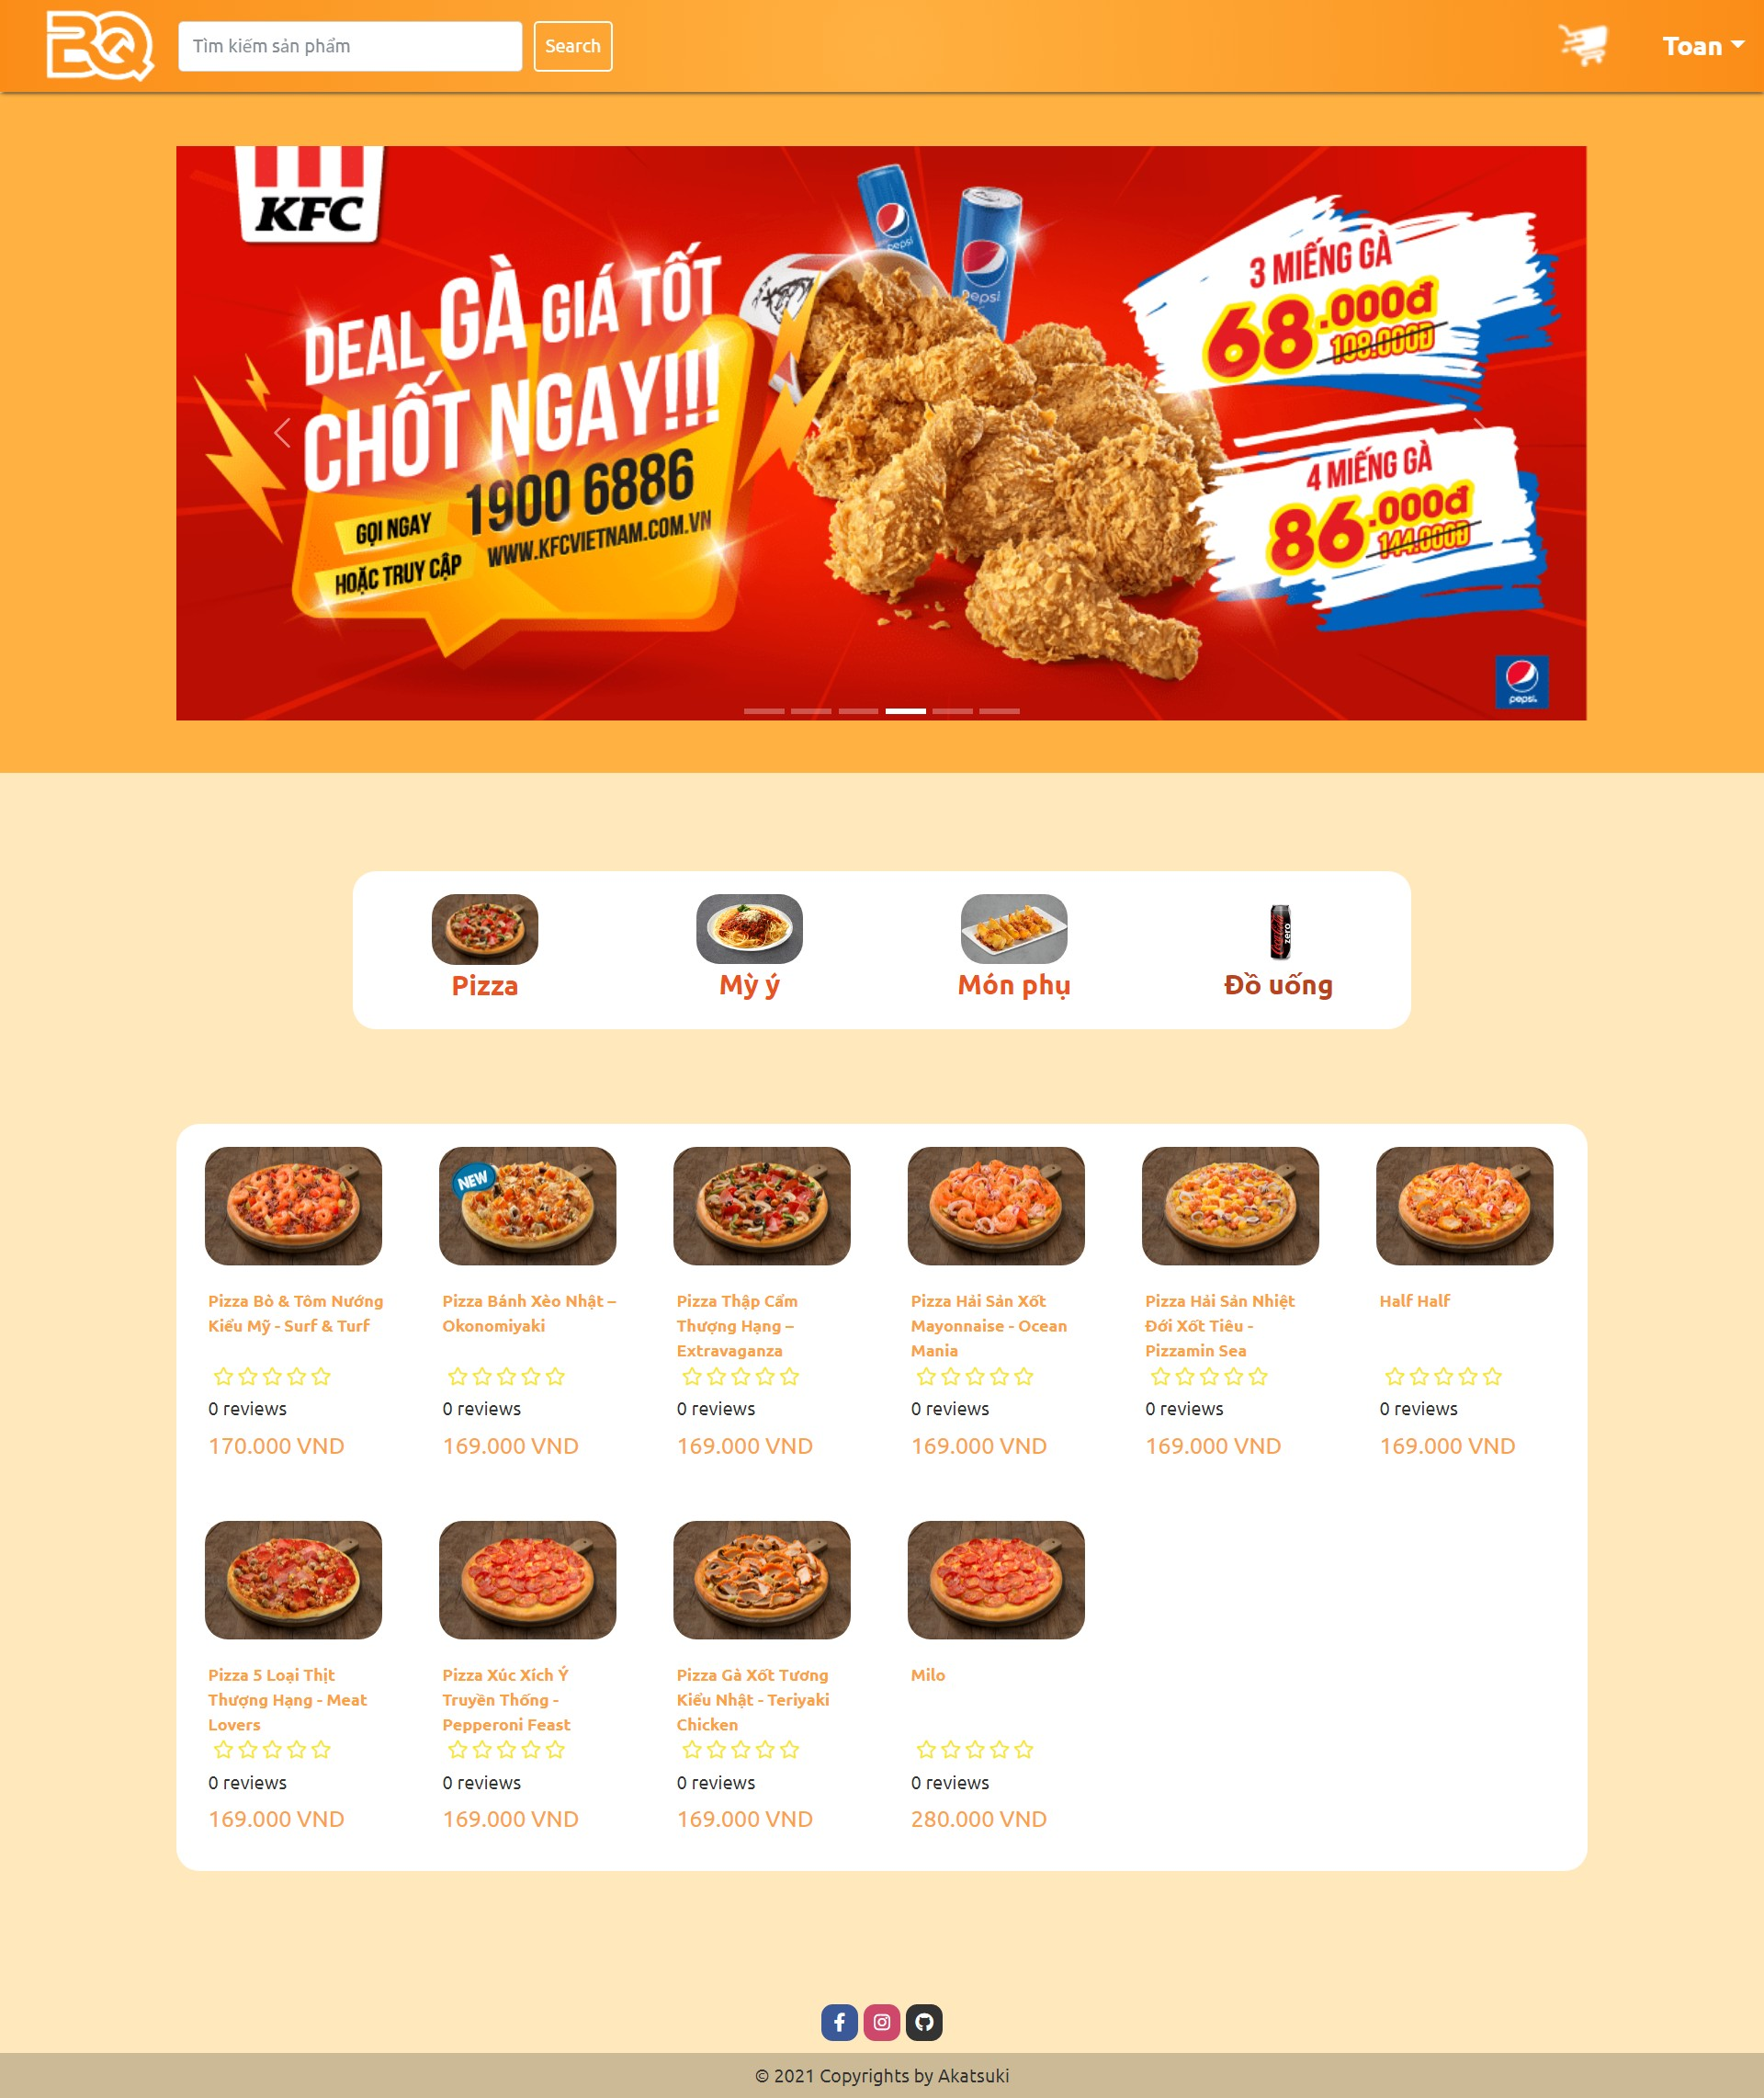 BQ
Tìm kiếm sản phẩm
Search
Toan
KFC
DEAL GÀ GIÁ TỐT
CHỐT NGAY!!!
GỌI NGAY 1900 6886
HOẶC TRUY CẬP WWW.KFCVIETNAM.COM.VN
pepsi
pepsi
3 MIẾNG GÀ
68.000đ
108.000Đ
4 MIẾNG GÀ
86.000đ
144.000Đ
pepsi
Coca-Cola zero
Pizza
Mỳ ý
Món phụ
Đồ uống
NEW
Pizza Bò & Tôm Nướng
Kiểu Mỹ - Surf & Turf
0 reviews
170.000 VND
Pizza Bánh Xèo Nhật –
Okonomiyaki
0 reviews
169.000 VND
Pizza Thập Cẩm
Thượng Hạng –
Extravaganza
0 reviews
169.000 VND
Pizza Hải Sản Xốt
Mayonnaise - Ocean
Mania
0 reviews
169.000 VND
Pizza Hải Sản Nhiệt
Đới Xốt Tiêu -
Pizzamin Sea
0 reviews
169.000 VND
Half Half
0 reviews
169.000 VND
Pizza 5 Loại Thịt
Thượng Hạng - Meat
Lovers
0 reviews
169.000 VND
Pizza Xúc Xích Ý
Truyền Thống -
Pepperoni Feast
0 reviews
169.000 VND
Pizza Gà Xốt Tương
Kiểu Nhật - Teriyaki
Chicken
0 reviews
169.000 VND
Milo
0 reviews
280.000 VND
© 2021 Copyrights by Akatsuki